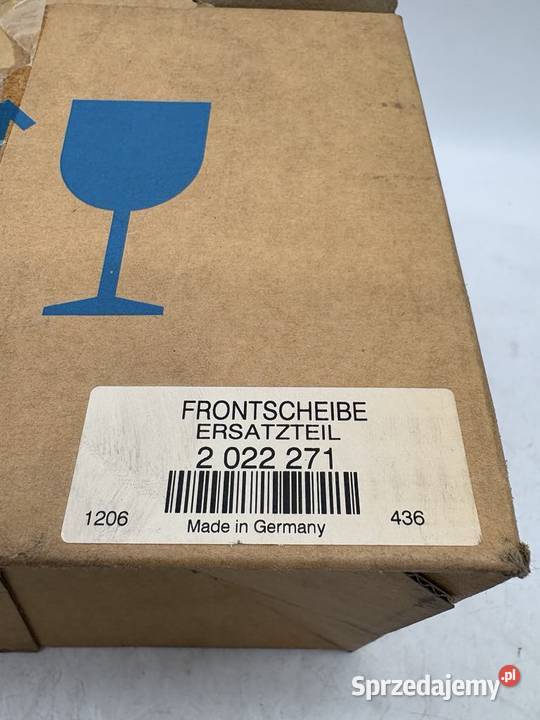 FRONTSCHEIBE
ERSATZTEIL
2 022 271
1206
Made in Germany
436
Sprzedajemy.pl